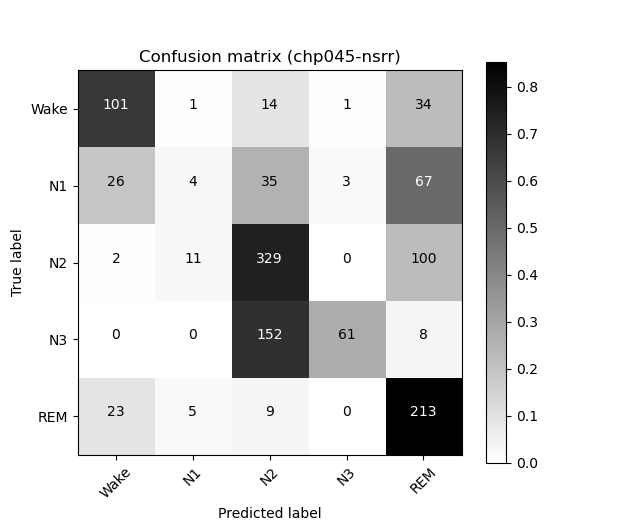 Confusion matrix (chp045-nsrr)
True label
Wake 101 1 14 1 34
N1 26 4 35 3 67
N2 2 11 329 0 100
N3 0 0 152 61 8
REM 23 5 9 0 213
Wake N1 N2 N3 REM
Predicted label
0.8
0.7
0.6
0.5
0.4
0.3
0.2
0.1
0.0